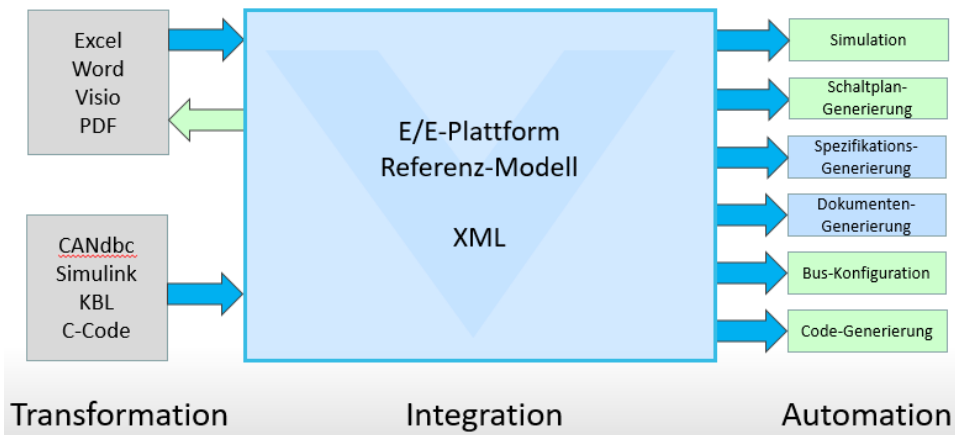 Excel
Word
Visio
PDF
CANdbc
Simulink
KBL
C-Code
E/E-Plattform
Referenz-Modell
XML
Simulation
Schaltplan-
Generierung
Spezifikations-
Generierung
Dokumenten-
Generierung
Bus-Konfiguration
Code-Generierung
Transformation
Integration
Automation